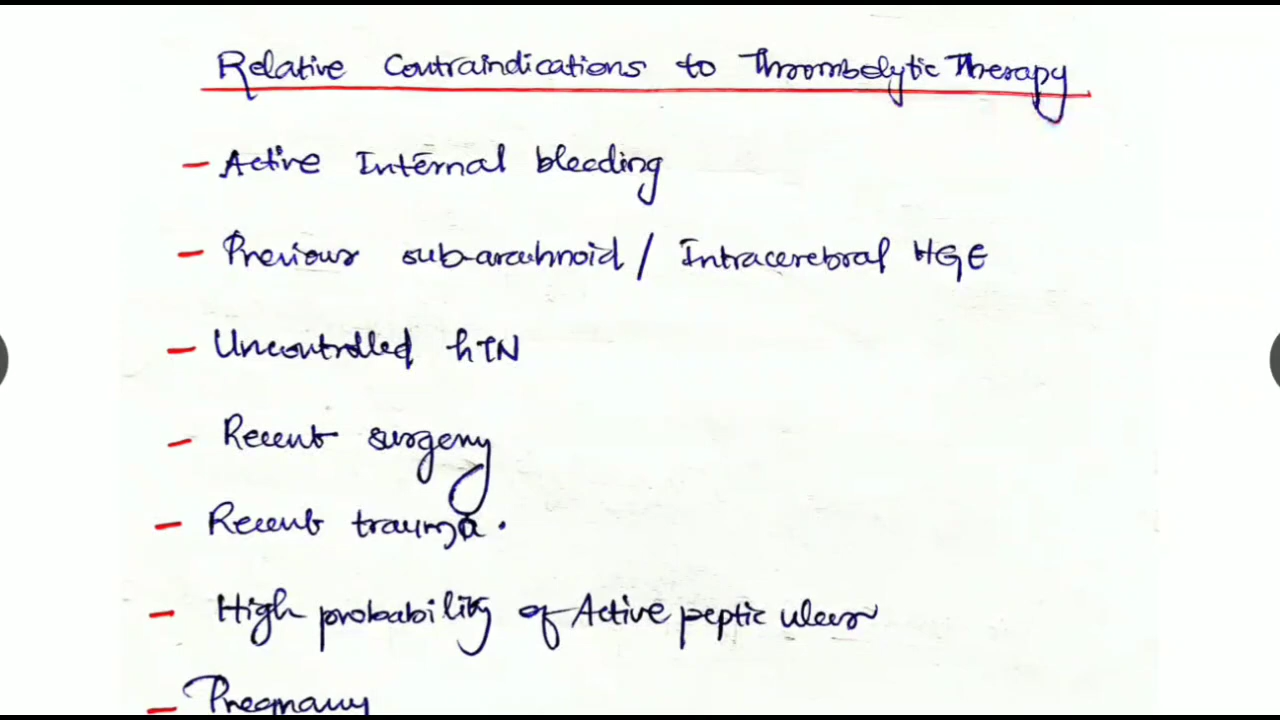 Relative Contraindications to Thrombolytic Therapy
- Active Internal bleeding
- Previous sub-arachnoid / Intracerebral HGE
- Uncontrolled hTN
- Recent surgery
- Recent trauma.
- High probability of Active peptic ulcer
- Pregnancy